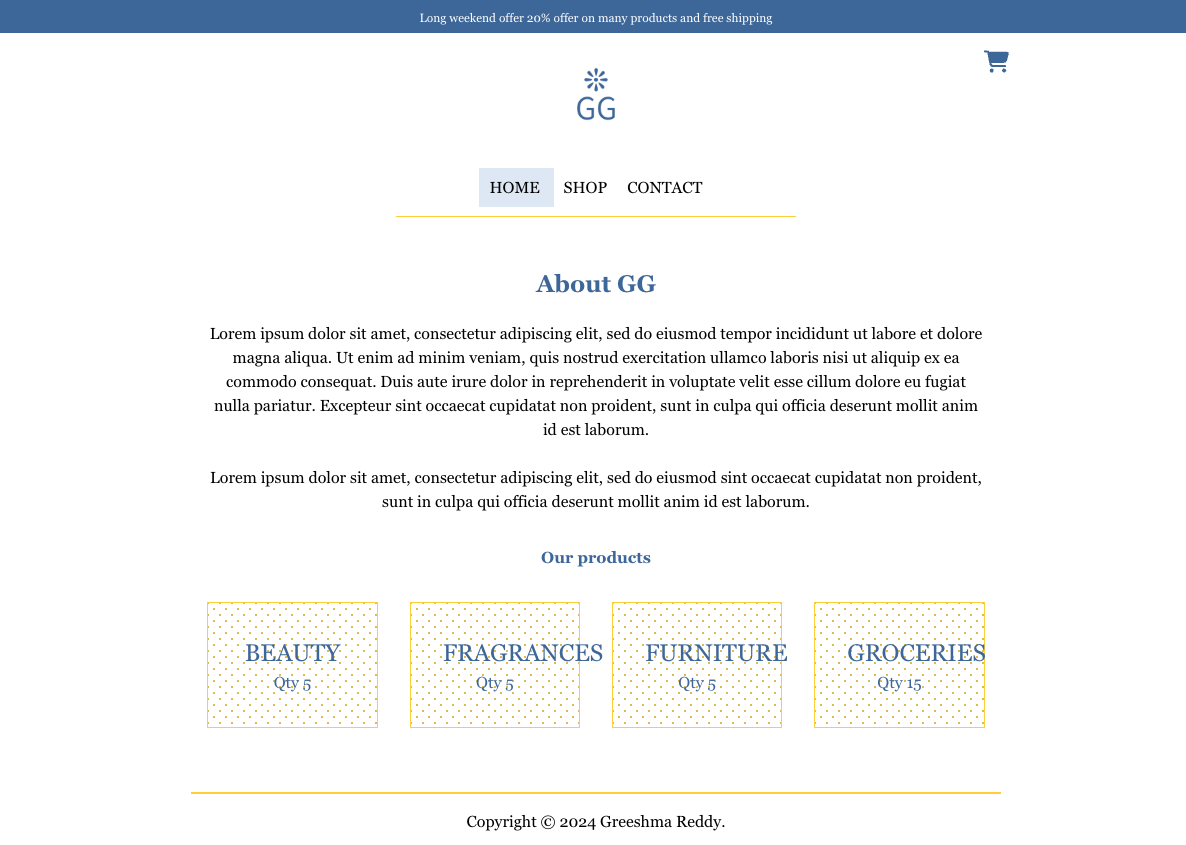 Long weekend offer 20% offer on many products and free shipping
GG
HOME SHOP CONTACT
About GG
Lorem ipsum dolor sit amet, consectetur adipiscing elit, sed do eiusmod tempor incididunt ut labore et dolore
magna aliqua. Ut enim ad minim veniam, quis nostrud exercitation ullamco laboris nisi ut aliquip ex ea
commodo consequat. Duis aute irure dolor in reprehenderit in voluptate velit esse cillum dolore eu fugiat
nulla pariatur. Excepteur sint occaecat cupidatat non proident, sunt in culpa qui officia deserunt mollit anim
id est laborum.
Lorem ipsum dolor sit amet, consectetur adipiscing elit, sed do eiusmod sint occaecat cupidatat non proident,
sunt in culpa qui officia deserunt mollit anim id est laborum.
Our products
BEAUTY
Qty 5
FRAGRANCES
Qty 5
FURNITURE
Qty 5
GROCERIES
Qty 15
Copyright © 2024 Greeshma Reddy.